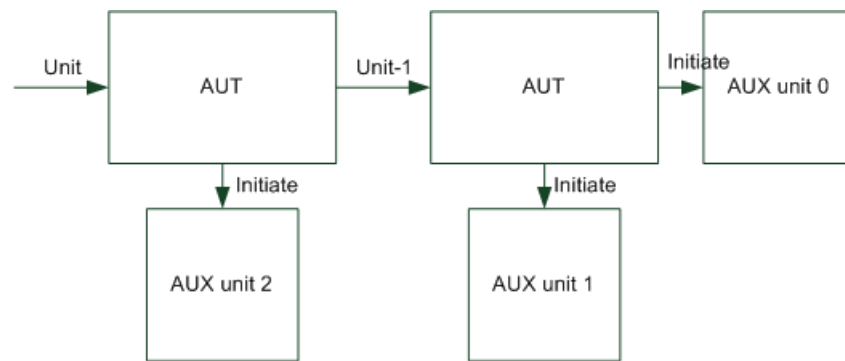 Unit
AUT
Unit-1
AUT
Initiate
AUX unit 0
Initiate
Initiate
AUX unit 2
AUX unit 1